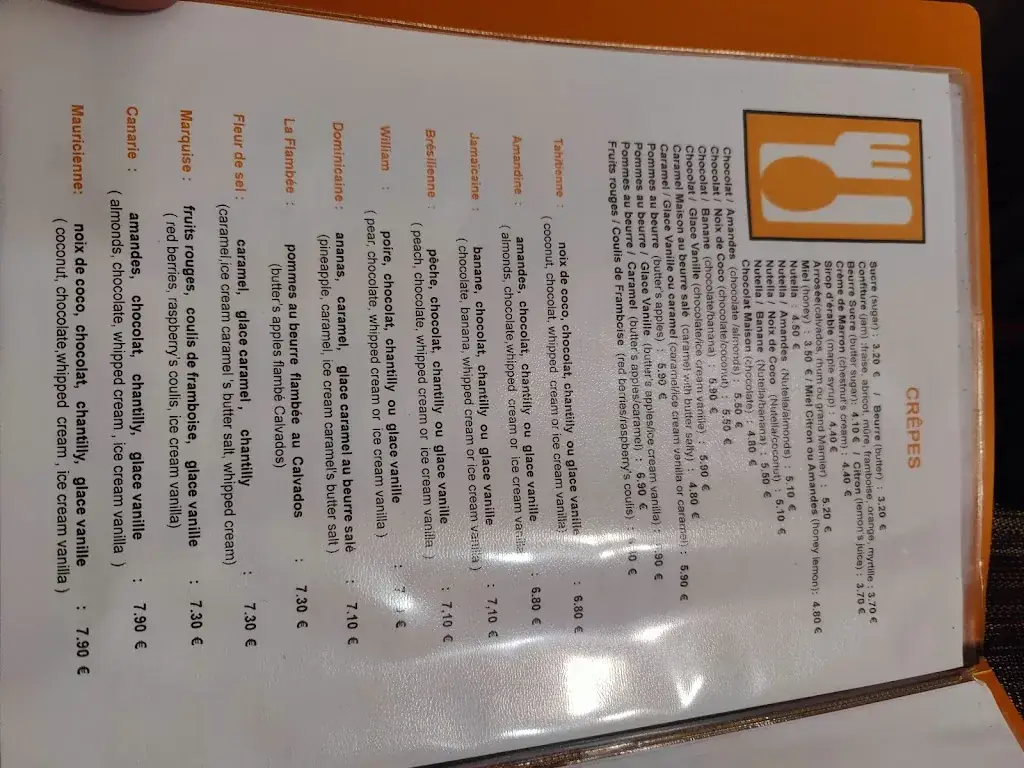 CRÊPES
Sucre (sugar) : 3.20 € / Beurre (butter) : 3.20 €
Confiture (jam) :fraise, abricot, mûre, framboise, orange, myrtille : 3.70 €
Beurre Sucre (butter sugar): 4.10 € / Citron (lemon's juice) : 3.70
Crème de Marron (chestnut's cream) : 4.40 €
Sirop d'érable (maple syrup) : 4.40 €
Arrosée(calvados, rhum ou grand Marnier) : 5.20 €
Miel (honey) : 3.50 € / Miel Citron ou Amandes (honey lemon): 4.80
Nutella : 4.50 €
Nutella / Amandes (Nutella/almonds) : 5.10 €
Nutella / Noix de Coco (Nutella/coconut) : 5,10 €
Nutella / Banane (Nutella/banana) : 5,50 €
Chocolat Maison (chocolate) : 4.80 €
Chocolat / Amandes (chocolate /almonds) : 5.50 €
Chocolat / Noix de Coco (chocolate/coconut) : 5.50 €
Chocolat / Banane (chocolate/banana) : 5.90 €
Chocolat / Glace Vanille (chocolate/ice cream vanille) : 5.90 €
Caramel Maison au beurre salé (caramel with butter salty) : 4.80 €
Caramel / Glace Vanille ou caramel (caramel/ice cream vanilla or caramel) : 5.90 €
Pommes au beurre (butter's apples) : 5.90 €
Pommes au beurre / Glace Vanille (butter's apples/ice cream vanilla) : .90 €
Pommes au beurre / Caramel (butter's apples/caramel) : 5.90 €
Fruits rouges / Coulis de Framboise (red berries/raspberry's coulis) : €
Tahitienne : noix de coco, chocolat, chantilly ou glace vanille : 6.80 €
( coconut, chocolat, whipped cream or ice cream vanilla)
Amandine : amandes, chocolat, chantilly ou glace vanille : 6.80 €
( almonds, chocolate,whipped cream or ice cream vanilla
Jamaïcaine : banane, chocolat, chantilly ou glace vanille : 7,10 €
( chocolate, banana, whipped cream or ice cream vanilla )
Brésilienne : pêche, chocolat, chantilly ou glace vanille : 7,10 €
( peach, chocolate, whipped cream or ice cream vanilla )
William : poire, chocolat, chantilly ou glace vanille : €
( pear, chocolate, whipped cream or ice cream vanilla )
Dominicaine : ananas, caramel, glace caramel au beurre salé : 7,10 €
(pineapple, caramel, ice cream caramel's butter salt )
La Flambée : pommes au beurre flambée au Calvados : 7.30 €
(butter's apples flambé Calvados)
Fleur de sel : caramel, glace caramel , chantilly : 7.30 €
(caramel,ice cream caramel 's butter salt, whipped cream)
Marquise : fruits rouges, coulis de framboise, glace vanille : 7.30 €
( red berries, raspberry's coulis, ice cream vanilla)
Canarie : amandes, chocolat, chantilly, glace vanille : 7.90 €
( almonds, chocolate, whipped cream , ice cream vanilla )
Mauricienne: noix de coco, chocolat, chantilly, glace vanille : 7.90 €
( coconut, chocolate,whipped cream , ice cream vanilla )